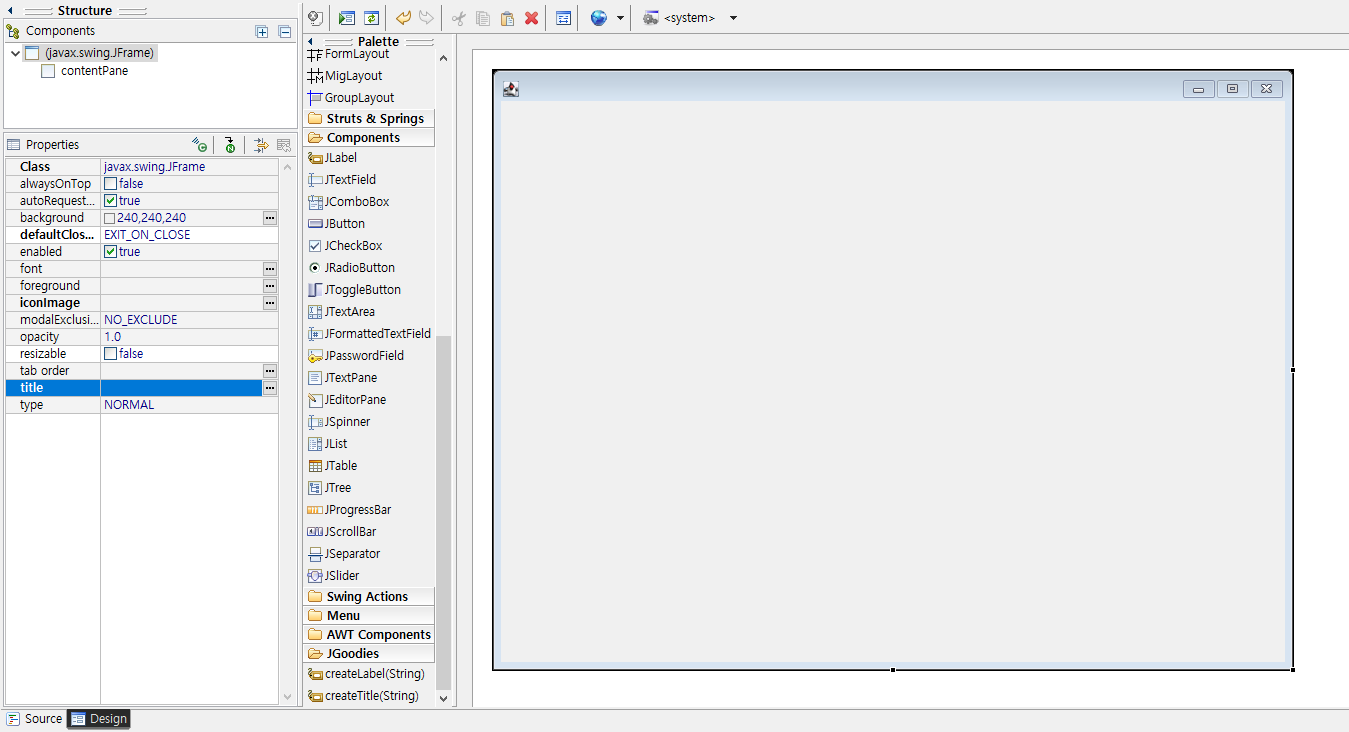 Structure
Components
(javax.swing.JFrame)
contentPane
Properties
Class javax.swing.JFrame
alwaysOnTop false
autoRequest... true
background 240,240,240
defaultClos... EXIT_ON_CLOSE
enabled true
font
foreground
iconImage
modalExclusi... NO_EXCLUDE
opacity 1.0
resizable false
tab order
title
type NORMAL
Source Design
<system>
Palette
FormLayout
MigLayout
GroupLayout
Struts & Springs
Components
JLabel
JTextField
JComboBox
JButton
JCheckBox
JRadioButton
JToggleButton
JTextArea
JFormattedTextField
JPasswordField
JTextPane
JEditorPane
JSpinner
JList
JTable
JTree
JProgressBar
JScrollBar
JSeparator
JSlider
Swing Actions
Menu
AWT Components
JGoodies
createLabel(String)
createTitle(String)